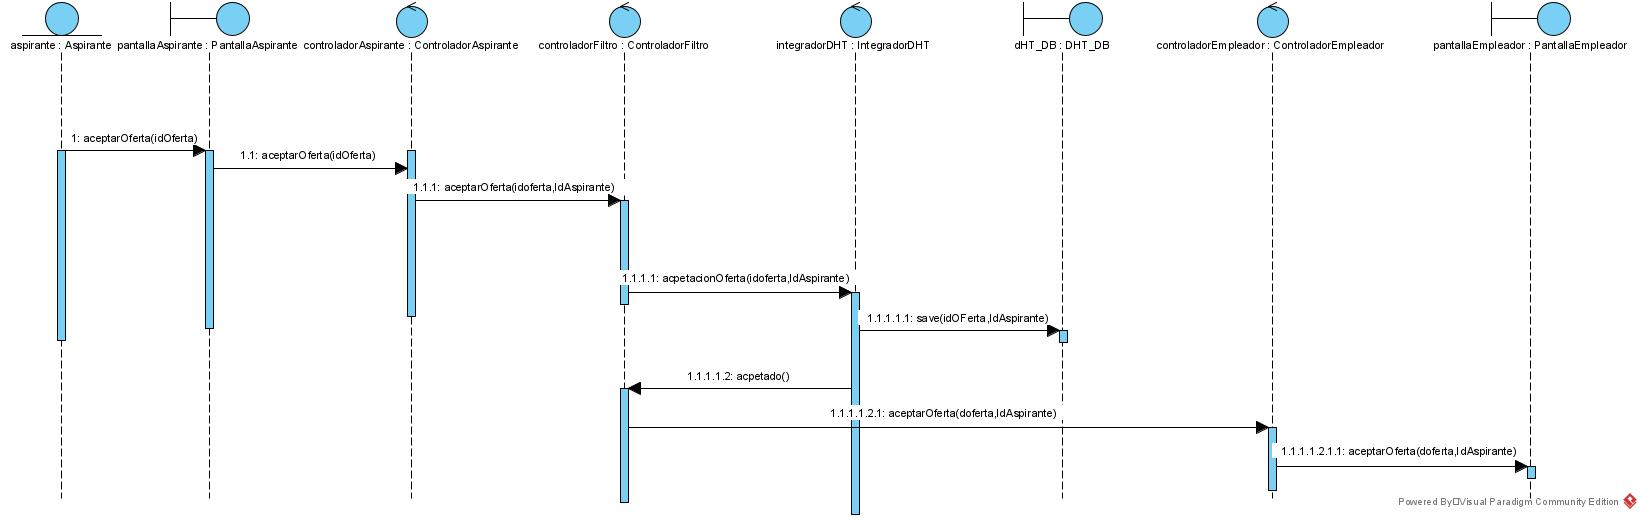 aspirante : Aspirante
pantallaAspirante : PantallaAspirante
controladorAspirante : ControladorAspirante
controladorFiltro : ControladorFiltro
integradorDHT : IntegradorDHT
dHT_DB : DHT_DB
controladorEmpleador : ControladorEmpleador
pantallaEmpleador : PantallaEmpleador
1: aceptarOferta(idOferta)
1.1: aceptarOferta(idOferta)
1.1.1: aceptarOferta(idoferta,IdAspirante)
1.1.1.1: acpetacionOferta(idoferta,IdAspirante)
1.1.1.1.1: save(idOFerta,IdAspirante)
1.1.1.1.2: acpetado()
1.1.1.1.2.1: aceptarOferta(doferta,IdAspirante)
1.1.1.1.2.1.1: aceptarOferta(doferta,IdAspirante)
Powered By Visual Paradigm Community Edition